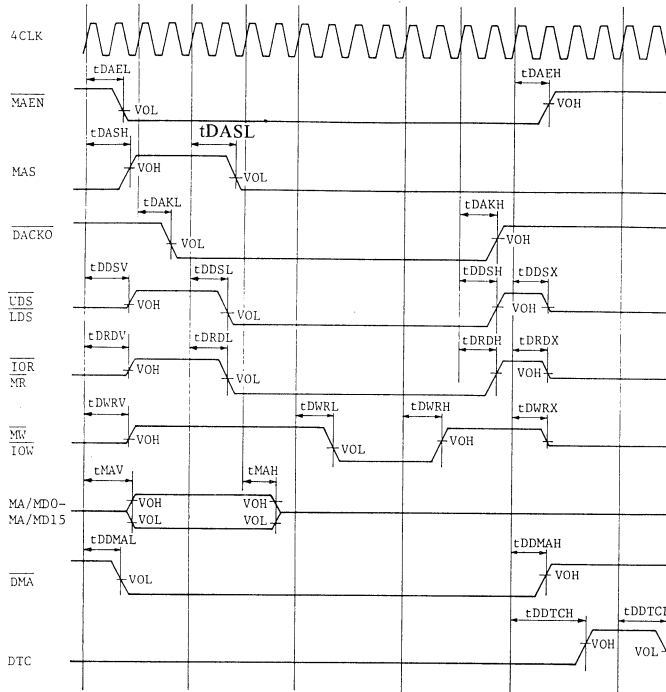 4CLK
tDAEL tDAEH
MAEN VOL VOH
tDASH tDASL
MAS VOH VOL
tDAKL tDAKH
DACKO VOL VOH
tDDSV tDDSL tDDSH tDDSX
UDS VOH VOH
LDS VOL
tDRDV tDRDL tDRDH tDRDX
IOR VOH VOH
MR VOL
tDWRV tDWRL tDWRH tDWRX
MW VOH VOL VOH
IOW
tMAV tMAH
MA/MD0- VOH VOH
MA/MD15 VOL VOL
tDDMAL tDDMAH
DMA VOL VOH
tDDTCH tDDTCL
VOH VOL
DTC